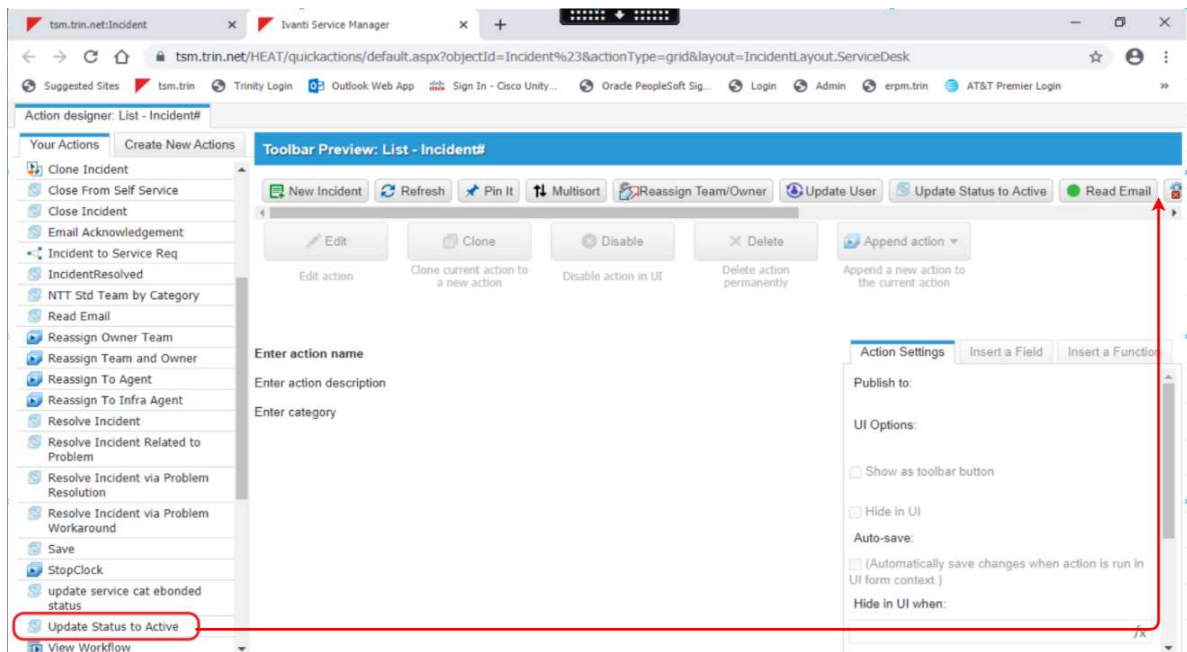 tsm.trin.net:Incident
Ivanti Service Manager
tsm.trin.net/HEAT/quickactions/default.aspx?objectId=Incident%23&actionType=grid&layout=IncidentLayout.ServiceDesk
Suggested Sites tsm.trin Trinity Login Outlook Web App Sign In - Cisco Unity... Oracle PeopleSoft Sig... Login Admin erpm.trin AT&T Premier Login »
Action designer: List - Incident#
Your Actions Create New Actions
Toolbar Preview: List - Incident#
New Incident Refresh Pin It Multisort Reassign Team/Owner Update User Update Status to Active Read Email
Edit Clone Disable Delete Append action
Edit action
Clone current action to
a new action
Disable action in UI
Delete action
permanently
Append a new action to
the current action
Clone Incident
Close From Self Service
Close Incident
Email Acknowledgement
Incident to Service Req
IncidentResolved
NTT Std Team by Category
Read Email
Reassign Owner Team
Reassign Team and Owner
Reassign To Agent
Reassign To Infra Agent
Resolve Incident
Resolve Incident Related to
Problem
Resolve Incident via Problem
Resolution
Resolve Incident via Problem
Workaround
Save
StopClock
update service cat ebonded
status
Update Status to Active
View Workflow
Enter action name
Enter action description
Enter category
Action Settings Insert a Field Insert a Function
Publish to:
UI Options:
Show as toolbar button
Hide in UI
Auto-save:
(Automatically save changes when action is run in
UI form context.)
Hide in UI when:
fx